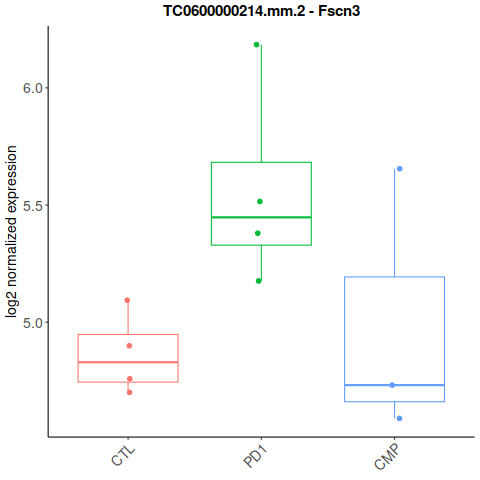 TC0600000214.mm.2 - Fscn3
log2 normalized expression
6.0
5.5
5.0
CTL
PD1
CMP